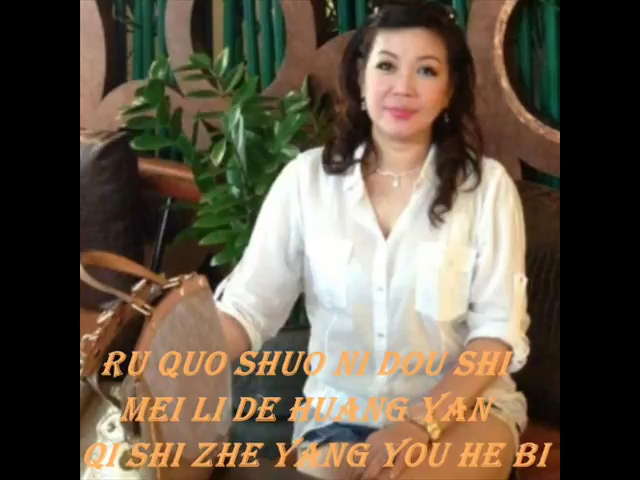 RU QUO SHUO NI DOU SHI
MEI LI DE HUANG YAN
QI SHI ZHE YANG YOU HE BI